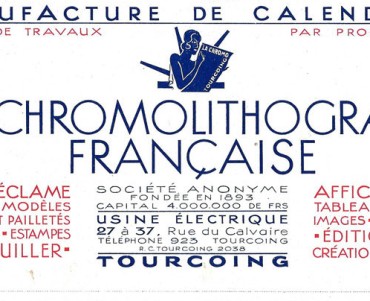 UFACTURE DE CALEND
DE TRAVAUX
PAR PRO
LA CHROMO
TOURCOING
CHROMOLITHOGRA
FRANÇAISE
ÉCLAME
MODÈLES
T PAILLETÉS
- ESTAMPES
UILLER-
SOCIÉTÉ ANONYME
FONDÉE EN 1893
CAPITAL 4.000.000 DE FRS
USINE ÉLECTRIQUE
27 à 37, Rue du Calvaire
TÉLÉPHONE 923 TOURCOING
R.C. TOURCOING 2038
TOURCOING
AFFIC
TABLEA
IMAGES -
-ÉDITI
CRÉATIO